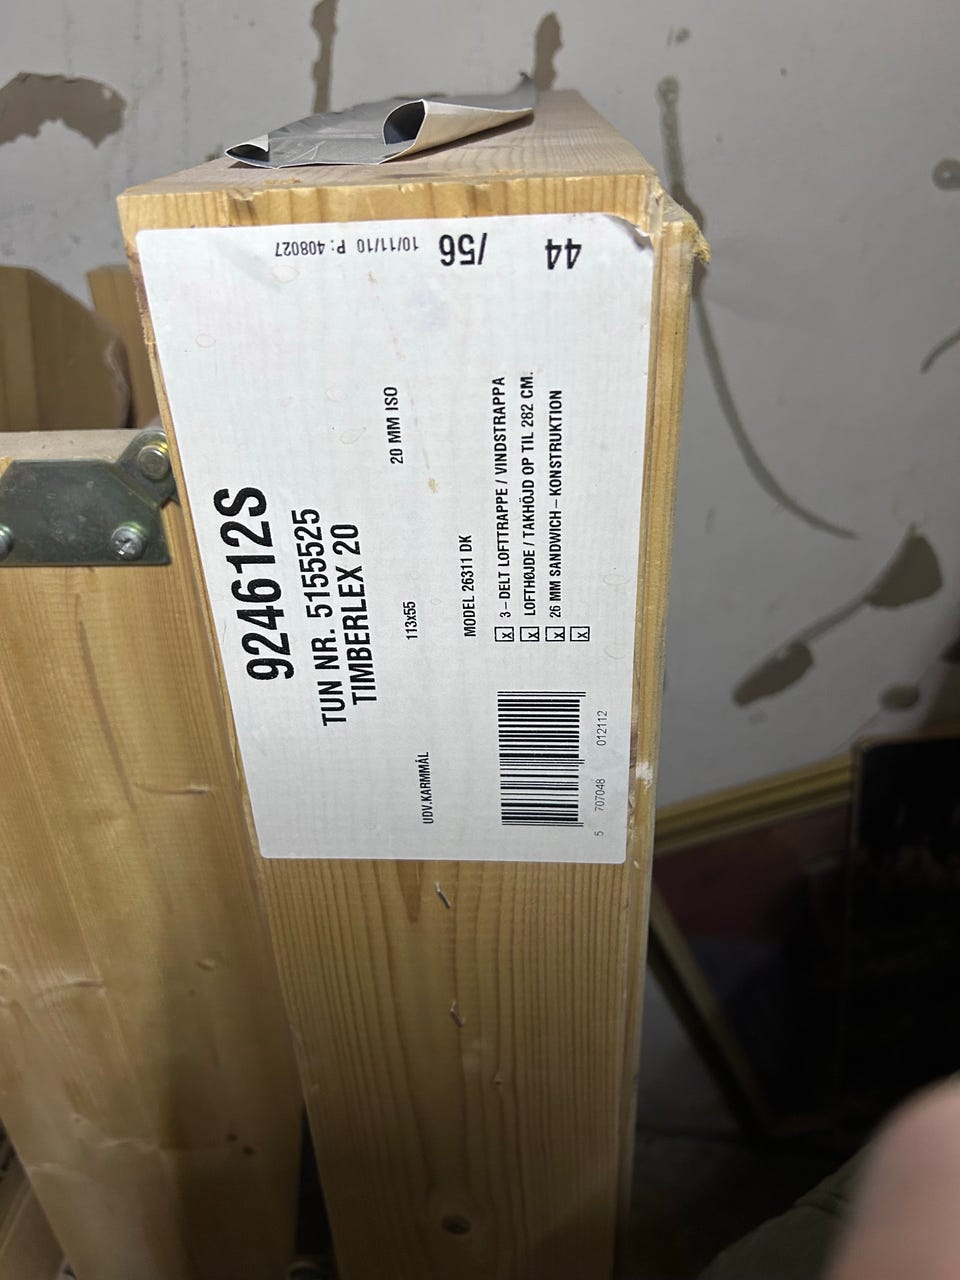 924612S
TUN NR. 5155525
TIMBERLEX 20
20 MM ISO
113x55
UDV.KARMMÅL
MODEL 26311 DK
X 3-DELT LOFTTRAPPE / VINDSTRAPPA
X LOFTHØJDE / TAKHÖJD OP TIL 282 CM.
X 26 MM SANDWICH-KONSTRUKTION
X
5 707048 012112
10/11/10 P: 408027
/56
44